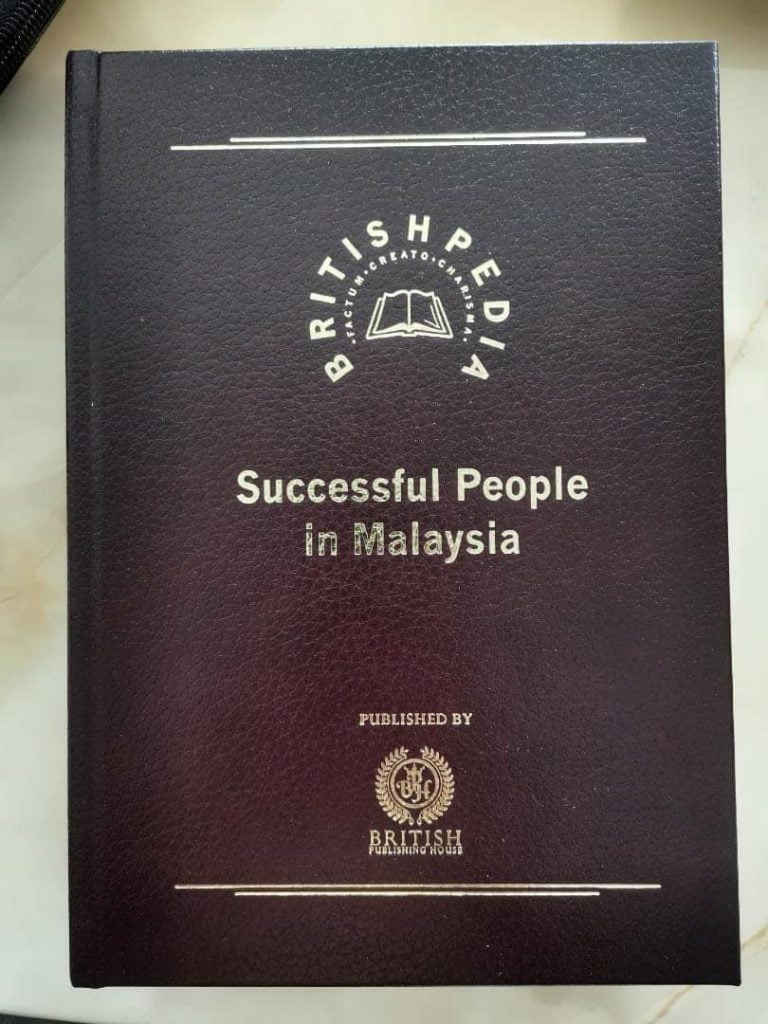 BRITISHPEDIA
•FACTUM•CREATO•CHARISMA•
Successful People
in Malaysia
PUBLISHED BY
BPH
BRITISH
PUBLISHING HOUSE